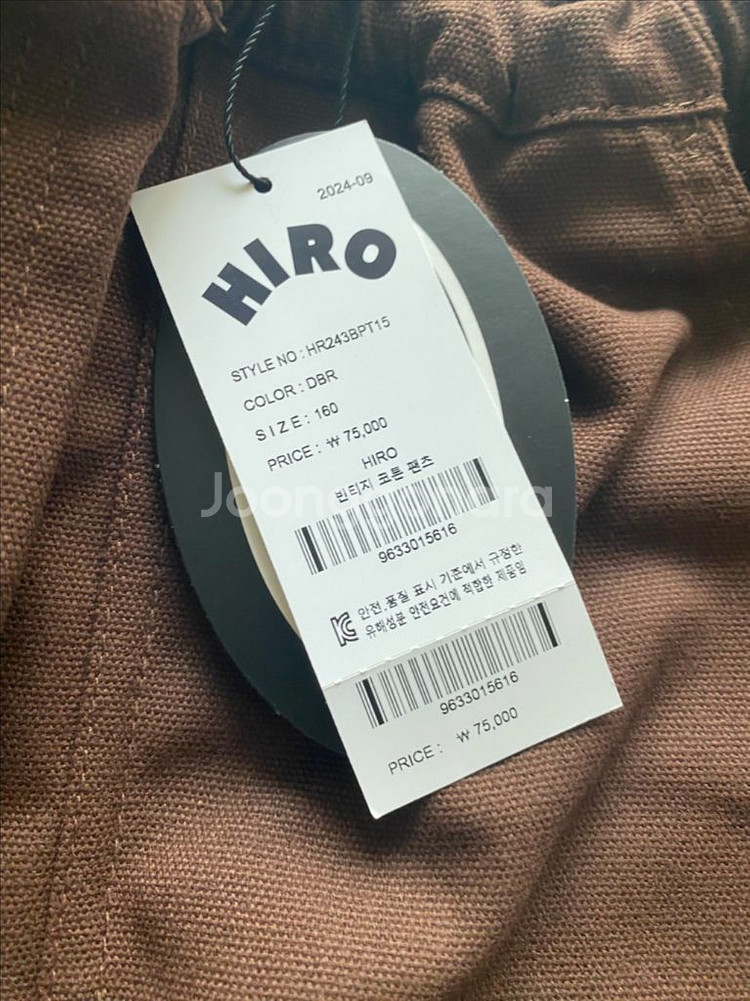 2024-09
HIRO
STYLE NO : HR243BPT15
COLOR : DBR
SIZE : 160
PRICE : ₩ 75,000
HIRO
빈티지 코튼 팬츠
Joonggonara
9633015616
안전.품질 표시 기준에서 규정한
유해성분 안전요건에 적합한 제품임
9633015616
PRICE : ₩ 75,000